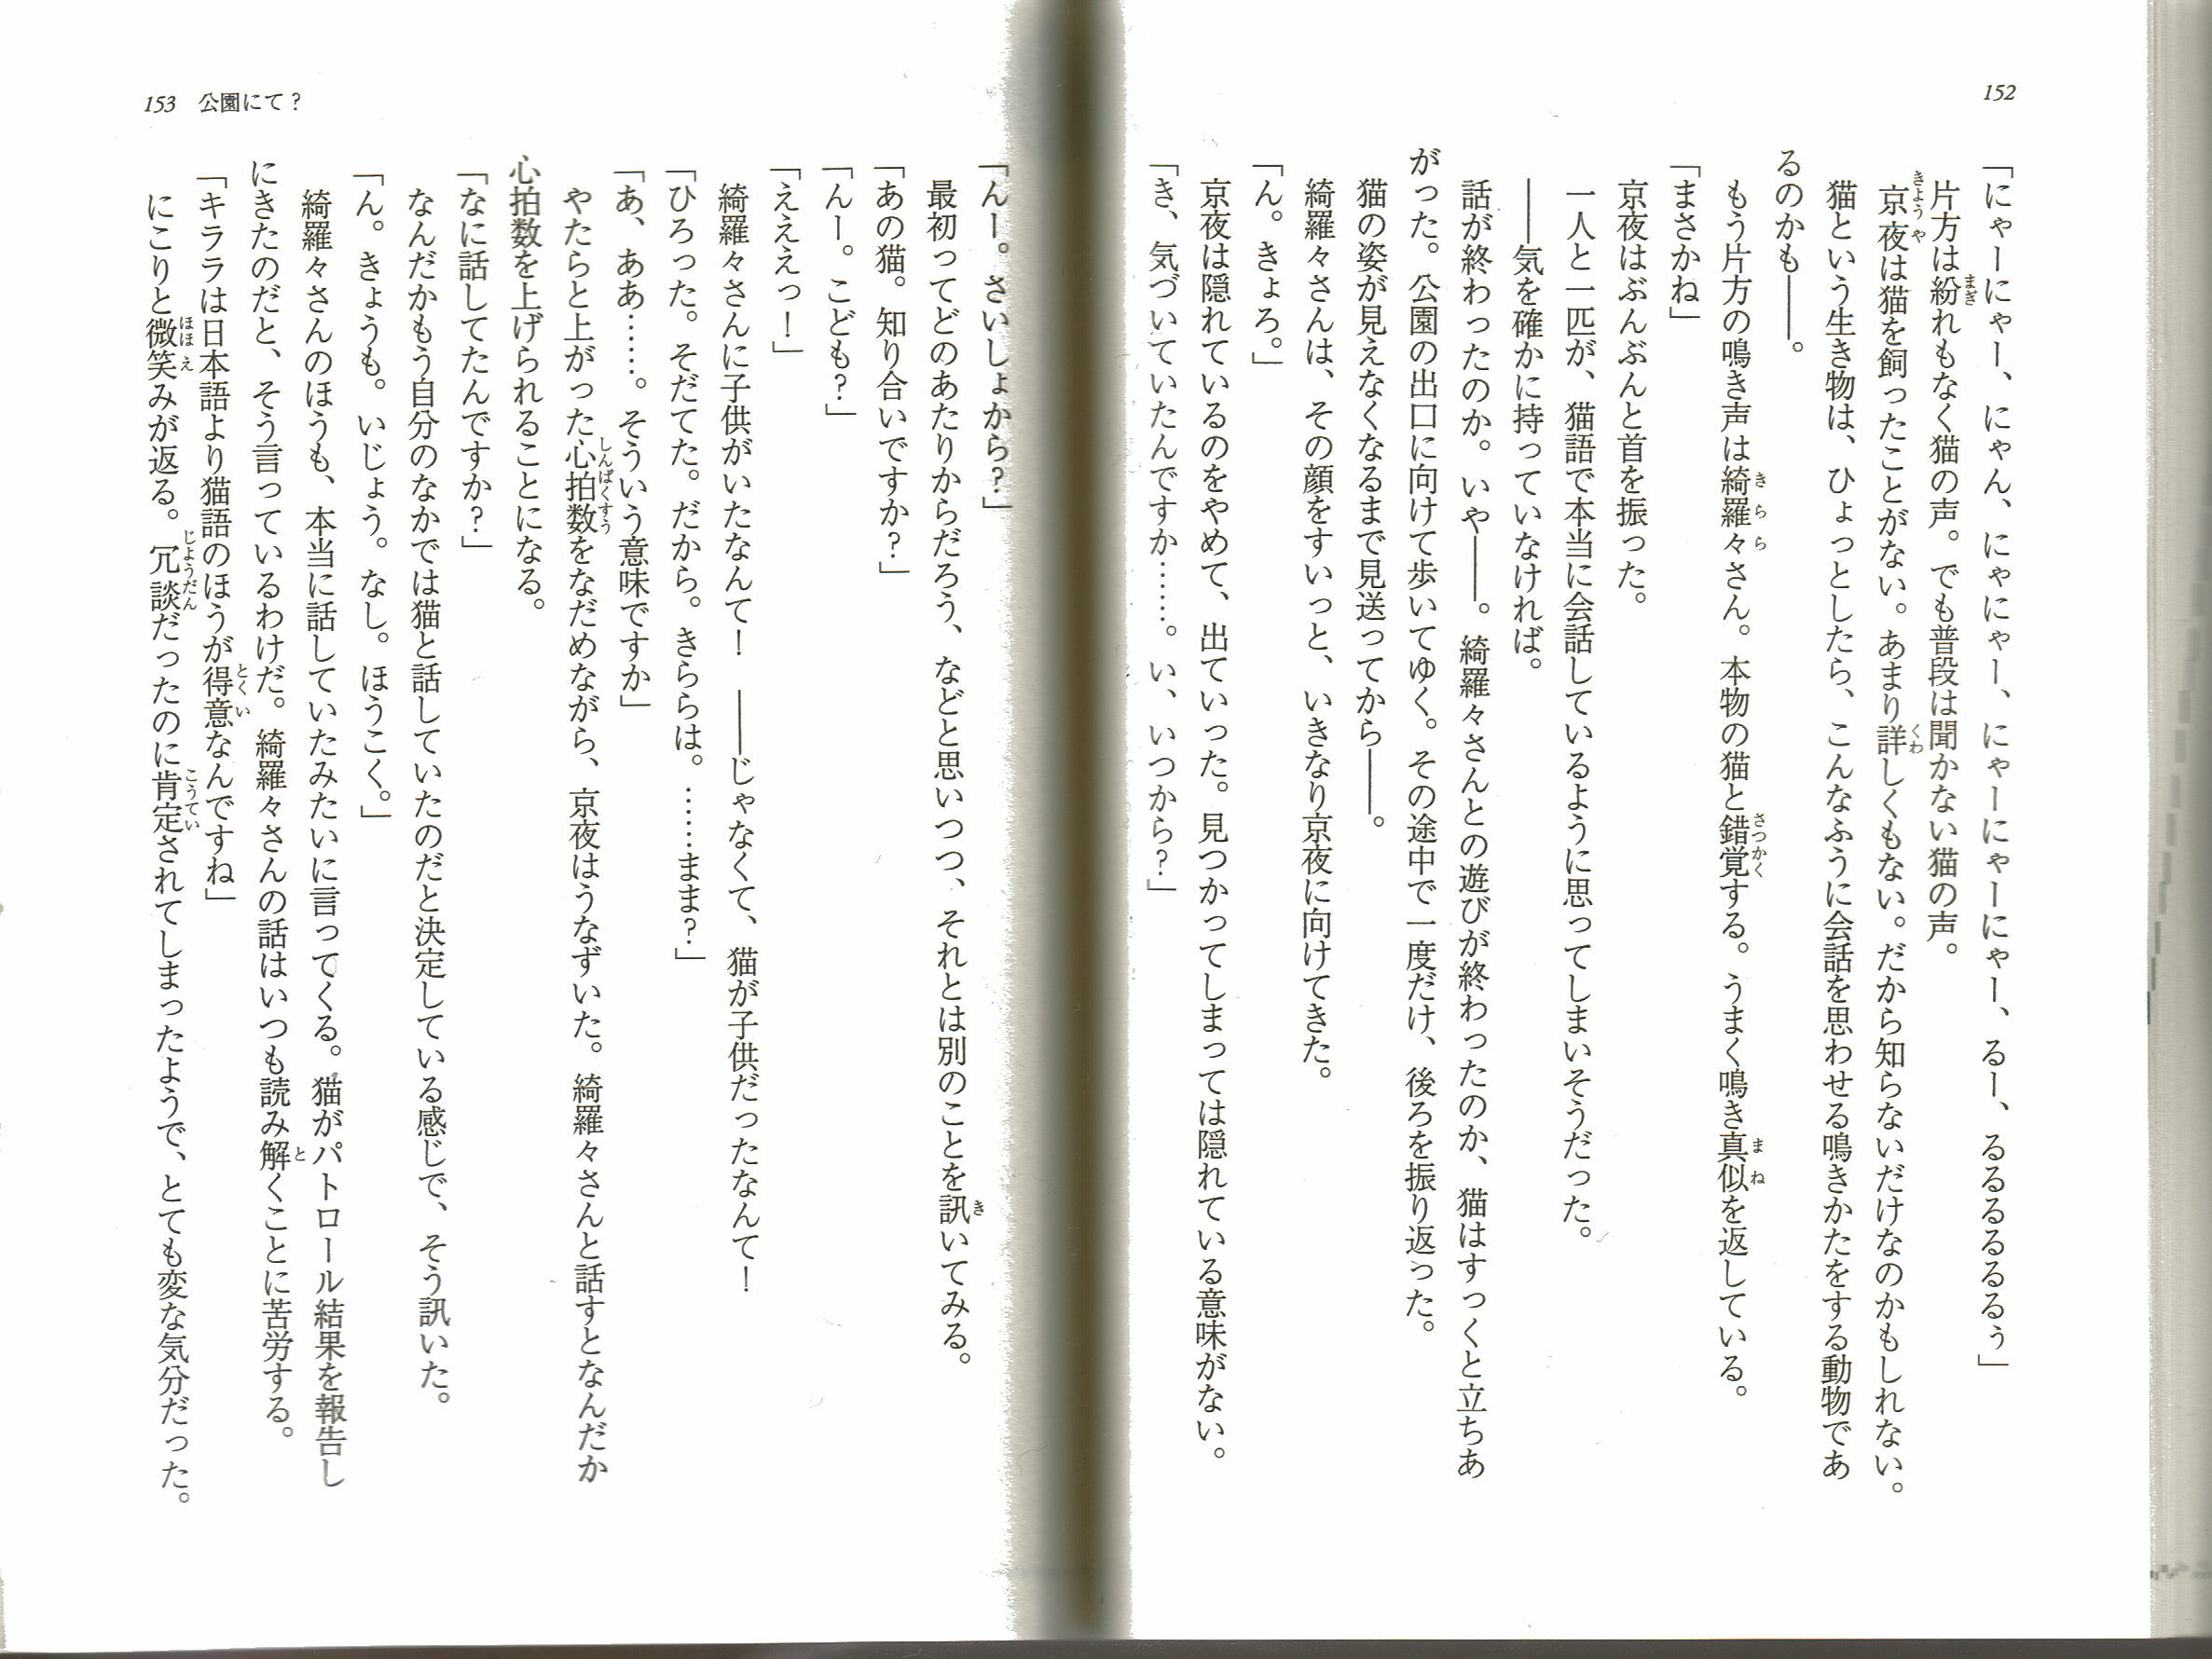 152
「にゃーにゃー、にゃん、にゃにゃー、にゃーにゃーにゃー、るー、るるるるるるぅ」
片方は紛れもなく猫の声。でも普段は聞かない猫の声。
京夜は猫を飼ったことがない。あまり詳しくもない。だから知らないだけなのかもしれない。
猫という生き物は、ひょっとしたら、こんなふうに会話を思わせる鳴きかたをする動物であ
るのかも――。
もう片方の鳴き声は綺羅々さん。本物の猫と錯覚する。うまく鳴き真似を返している。
「まさかね」
京夜はぶんぶんと首を振った。
一人と一匹が、猫語で本当に会話しているように思ってしまいそうだった。
――気を確かに持っていなければ。
話が終わったのか。いや――。綺羅々さんとの遊びが終わったのか、猫はすっくと立ちあ
がった。公園の出口に向けて歩いてゆく。その途中で一度だけ、後ろを振り返った。
猫の姿が見えなくなるまで見送ってから――。
綺羅々さんは、その顔をすいっと、いきなり京夜に向けてきた。
「ん。きょろ。」
京夜は隠れているのをやめて、出ていった。見つかってしまっては隠れている意味がない。
「き、気づいていたんですか……。い、いつから?」
153 公園にて?
「んー。さいしょから?」
最初ってどのあたりからだろう、などと思いつつ、それとは別のことを訊いてみる。
「あの猫。知り合いですか?」
「んー。こども?」
「えええっ!」
綺羅々さんに子供がいたなんて! ――じゃなくて、猫が子供だったなんて!
「ひろった。そだてた。だから。きららは。……まま?」
「あ、ああ……。そういう意味ですか」
やたらと上がった心拍数をなだめながら、京夜はうなずいた。綺羅々さんと話すとなんだか
心拍数を上げられることになる。
「なに話してたんですか?」
なんだかもう自分のなかでは猫と話していたのだと決定している感じで、そう訊いた。
「ん。きょうも。いじょう。なし。ほうこく。」
綺羅々さんのほうも、本当に話していたみたいに言ってくる。猫がパトロール結果を報告し
にきたのだと、そう言っているわけだ。綺羅々さんの話はいつも読み解くことに苦労する。
「キララは日本語より猫語のほうが得意なんですね」
にこりと微笑みが返る。冗談だったのに肯定されてしまったようで、とても変な気分だった。